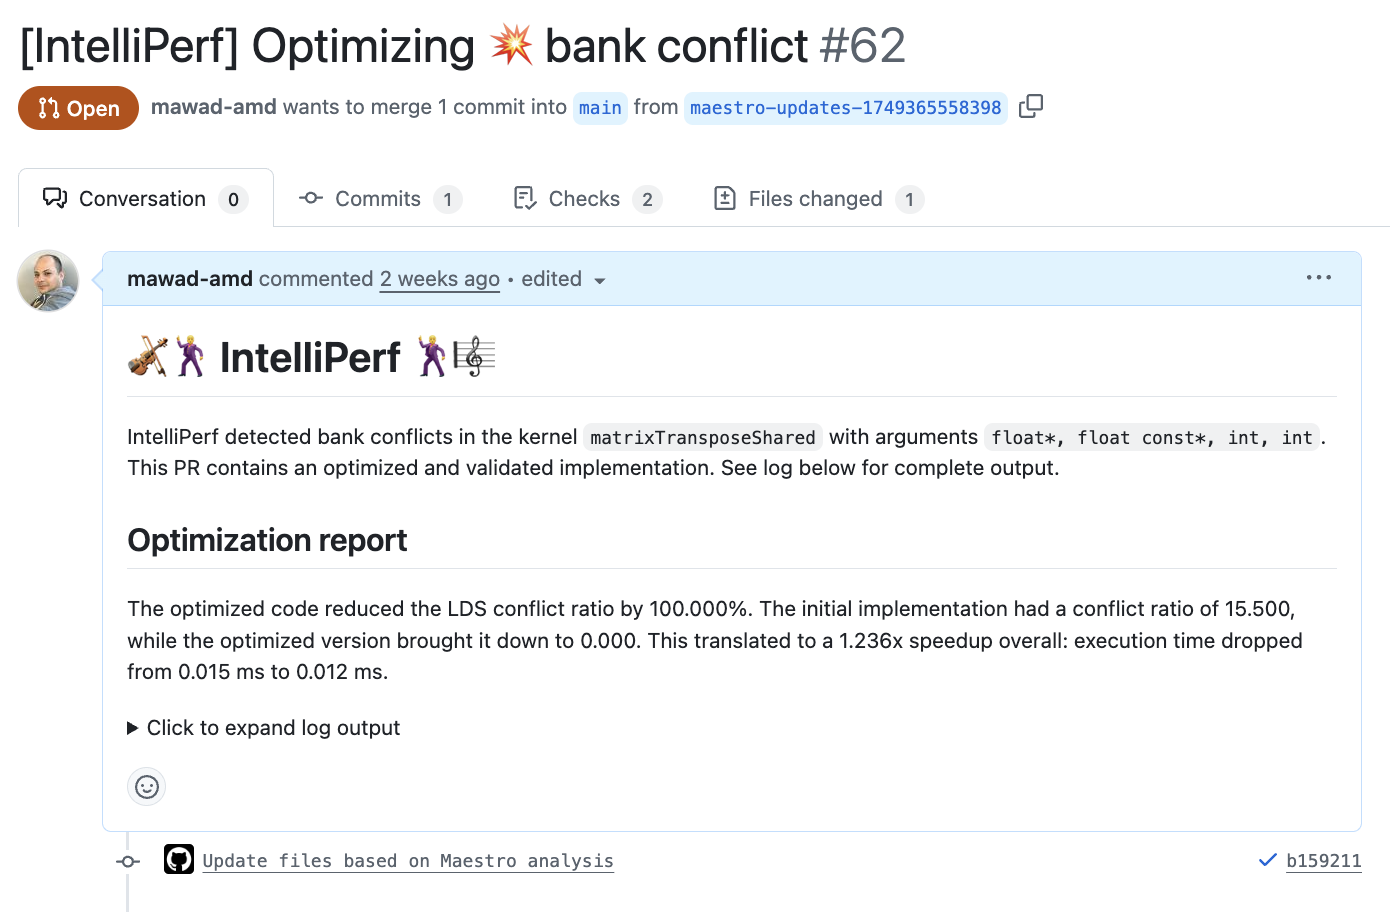 [IntelliPerf] Optimizing 💥 bank conflict #62
Open mawad-amd wants to merge 1 commit into main from maestro-updates-1749365558398
Conversation 0 Commits 1 Checks 2 Files changed 1
mawad-amd commented 2 weeks ago • edited
🎻🕺 IntelliPerf 🕺🎼
IntelliPerf detected bank conflicts in the kernel matrixTransposeShared with arguments float*, float const*, int, int.
This PR contains an optimized and validated implementation. See log below for complete output.
Optimization report
The optimized code reduced the LDS conflict ratio by 100.000%. The initial implementation had a conflict ratio of 15.500,
while the optimized version brought it down to 0.000. This translated to a 1.236x speedup overall: execution time dropped
from 0.015 ms to 0.012 ms.
Click to expand log output
Update files based on Maestro analysis b159211